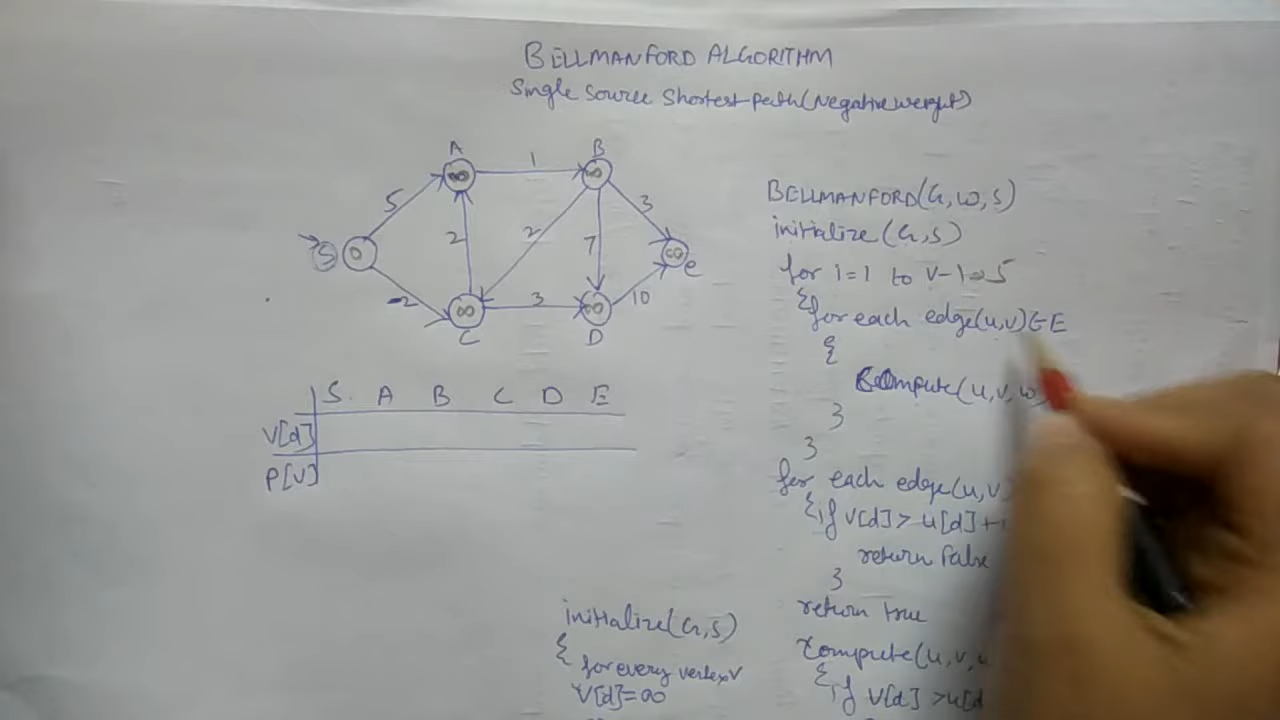 BELLMANFORD ALGORITHM
Single Source Shortest path(Negative weight)
A
B
1
5
3
∞
∞
S
0
2
2
7
∞
e
-2
3
10
∞
∞
C
D
S. A B C D E
V[d]
P[V]
BELLMANFORD(G, W, S)
initialize (G, S)
for i=1 to V-1 = 5
{for each edge(u,v)∈E
{
Compute(u, v, w)
}
}
for each edge(u, v
{if V[d] > u[d] +
return False
}
return true
initialize(G, S)
{
for every vertex V
V[d]=∞
Compute(u, v,
{if V[d] >u[d